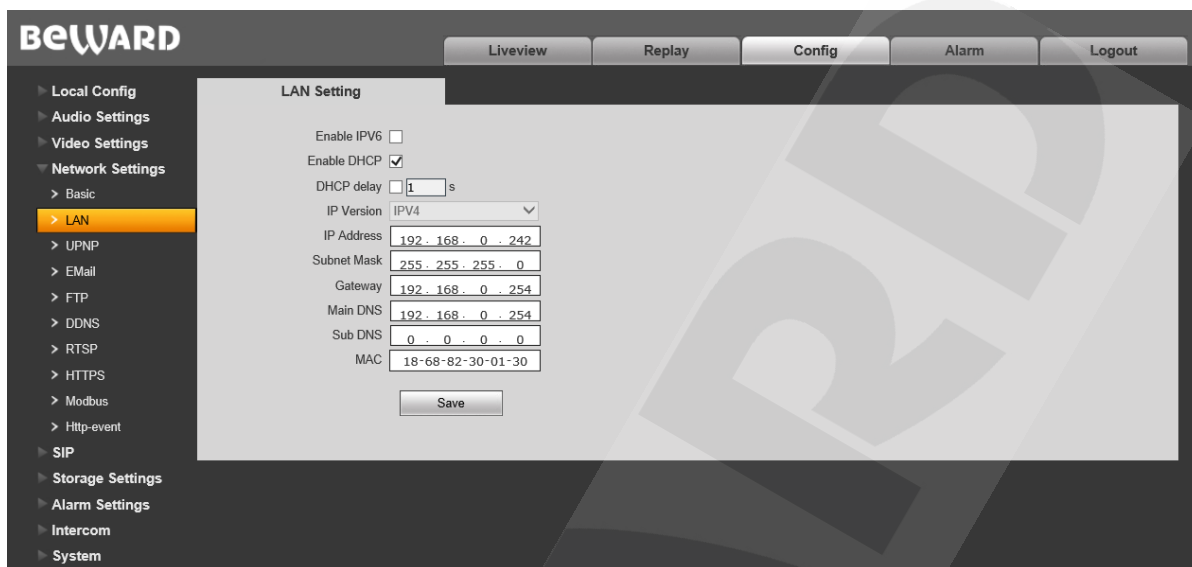 BEWARD
Liveview Replay Config Alarm Logout
Local Config
Audio Settings
Video Settings
Network Settings
> Basic
> LAN
> UPNP
> EMail
> FTP
> DDNS
> RTSP
> HTTPS
> Modbus
> Http-event
SIP
Storage Settings
Alarm Settings
Intercom
System
LAN Setting
Enable IPV6
Enable DHCP
DHCP delay 1 s
IP Version IPV4
IP Address 192 . 168 . 0 . 242
Subnet Mask 255 . 255 . 255 . 0
Gateway 192 . 168 . 0 . 254
Main DNS 192 . 168 . 0 . 254
Sub DNS 0 . 0 . 0 . 0
MAC 18-68-82-30-01-30
Save